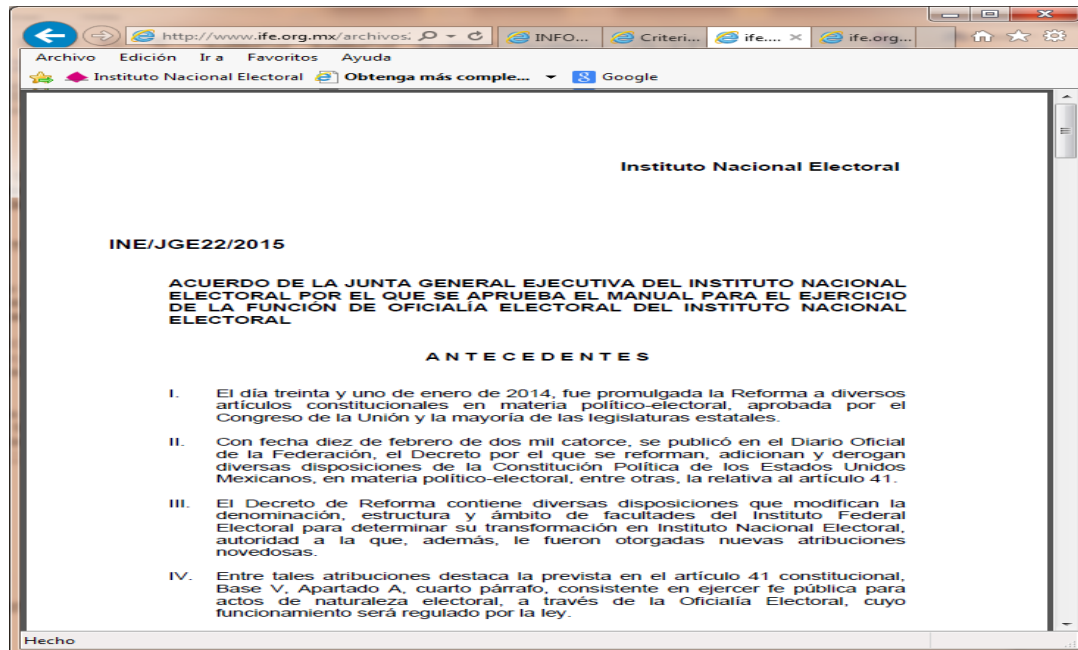 http://www.ife.org.mx/archivos:
INFO...
Criteri...
ife....
ife.org...
Archivo Edición Ir a Favoritos Ayuda
Instituto Nacional Electoral Obtenga más comple... Google
Instituto Nacional Electoral
INE/JGE22/2015
ACUERDO DE LA JUNTA GENERAL EJECUTIVA DEL INSTITUTO NACIONAL
ELECTORAL POR EL QUE SE APRUEBA EL MANUAL PARA EL EJERCICIO
DE LA FUNCIÓN DE OFICIALÍA ELECTORAL DEL INSTITUTO NACIONAL
ELECTORAL
A N T E C E D E N T E S
I. El día treinta y uno de enero de 2014, fue promulgada la Reforma a diversos
artículos constitucionales en materia político-electoral, aprobada por el
Congreso de la Unión y la mayoría de las legislaturas estatales.
II. Con fecha diez de febrero de dos mil catorce, se publicó en el Diario Oficial
de la Federación, el Decreto por el que se reforman, adicionan y derogan
diversas disposiciones de la Constitución Política de los Estados Unidos
Mexicanos, en materia político-electoral, entre otras, la relativa al artículo 41.
III. El Decreto de Reforma contiene diversas disposiciones que modifican la
denominación, estructura y ámbito de facultades del Instituto Federal
Electoral para determinar su transformación en Instituto Nacional Electoral,
autoridad a la que, además, le fueron otorgadas nuevas atribuciones
novedosas.
IV. Entre tales atribuciones destaca la prevista en el artículo 41 constitucional,
Base V, Apartado A, cuarto párrafo, consistente en ejercer fe pública para
actos de naturaleza electoral, a través de la Oficialía Electoral, cuyo
funcionamiento será regulado por la ley.
Hecho